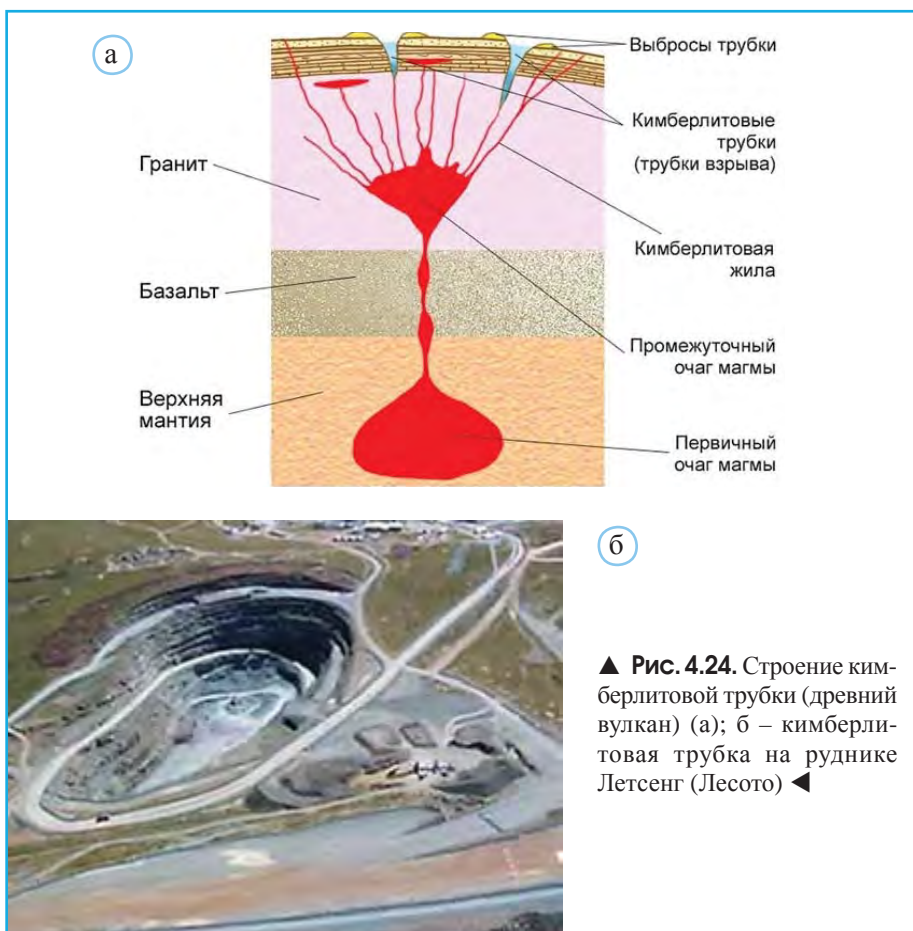 а
Выбросы трубки
Кимберлитовые
трубки
(трубки взрыва)
Гранит
Кимберлитовая
жила
Базальт
Промежуточный
очаг магмы
Верхняя
мантия
Первичный
очаг магмы
б
▲ Рис. 4.24. Строение ким-
берлитовой трубки (древний
вулкан) (а); б – кимберли-
товая трубка на руднике
Летсенг (Лесото) ◀